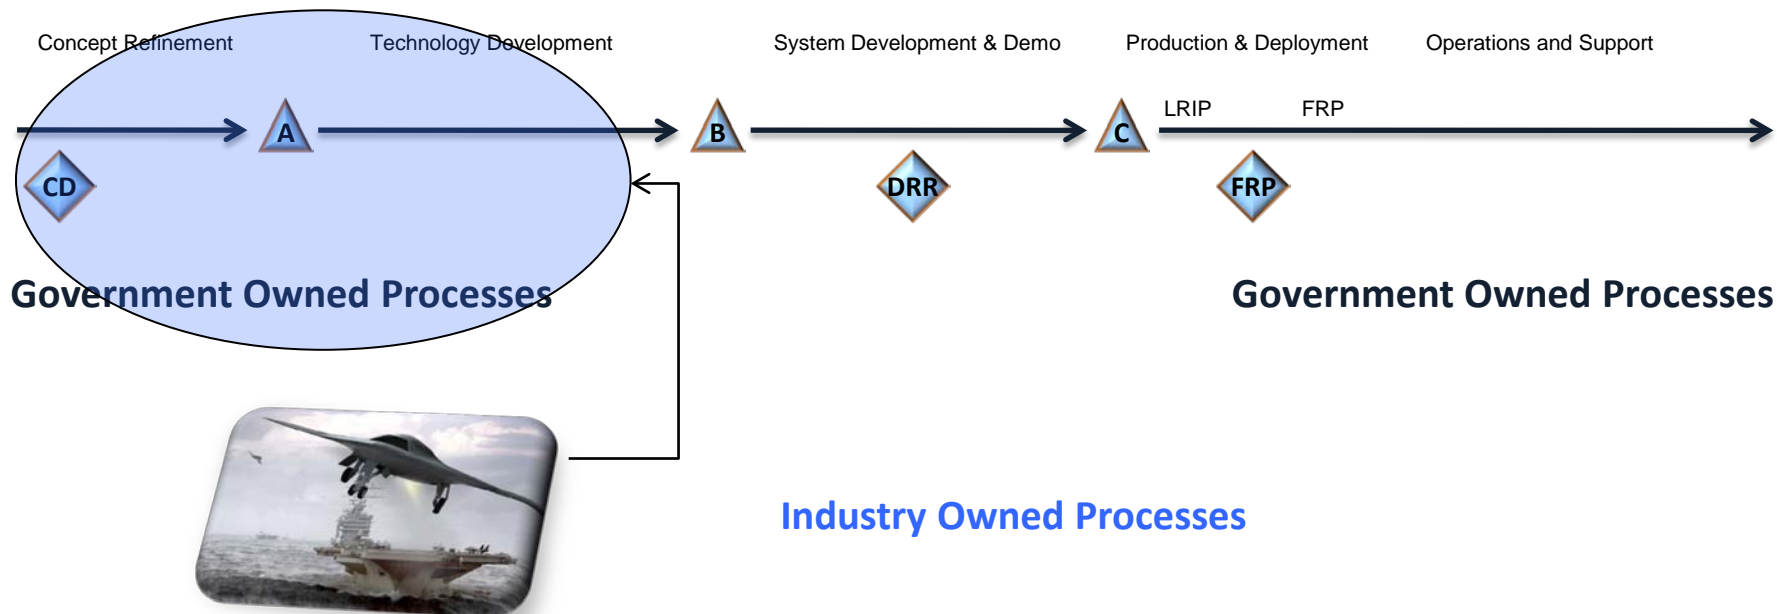 Concept Refinement
Technology Development
System Development & Demo
Production & Deployment
Operations and Support
LRIP
FRP
A
B
C
CD
DRR
FRP
Government Owned Processes
Government Owned Processes
Industry Owned Processes